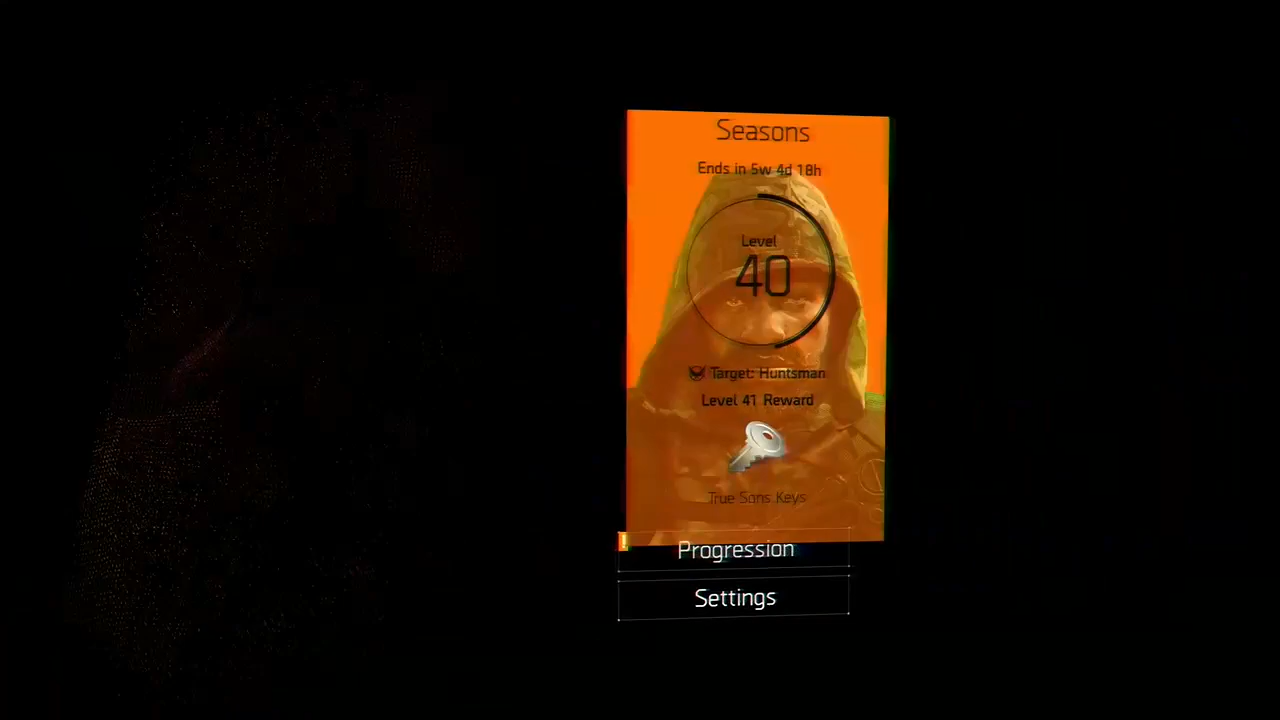 Seasons
Ends in 5w 4d 18h
Level
40
Target: Huntsman
Level 41 Reward
True Sons Keys
!
Progression
Settings